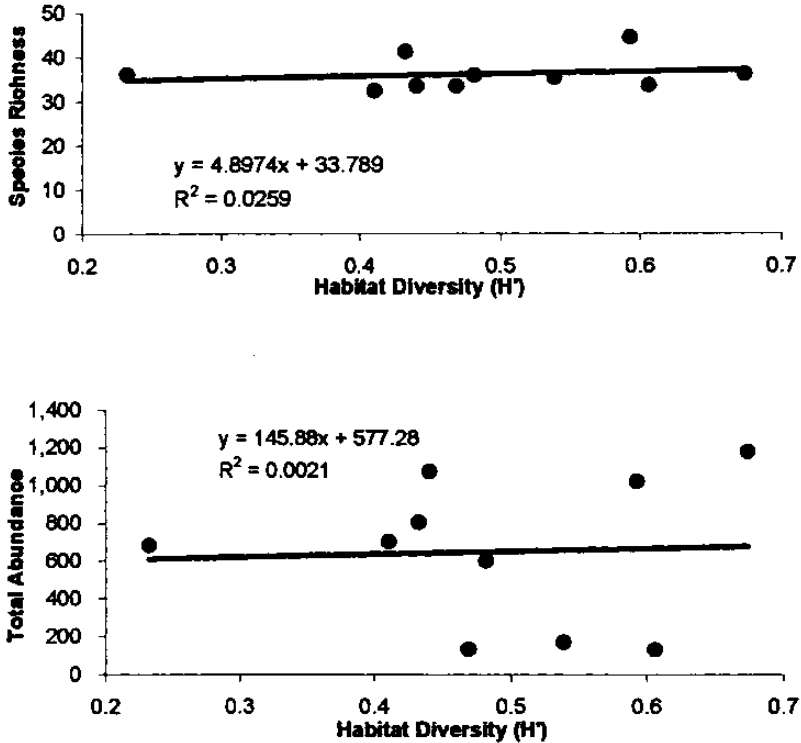 50
40
30
20
10
0
Species Richness
y = 4.8974x + 33.789
R² = 0.0259
0.2 0.3 0.4 0.5 0.6 0.7
Habitat Diversity (H')
1,400
1,200
1,000
800
600
400
200
0
Total Abundance
y = 145.88x + 577.28
R² = 0.0021
0.2 0.3 0.4 0.5 0.6 0.7
Habitat Diversity (H')